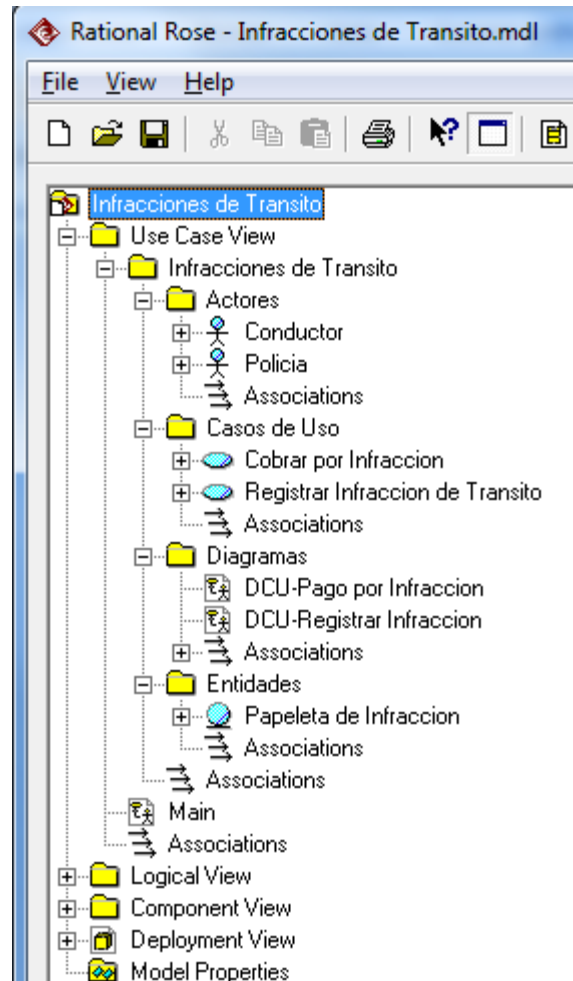 Rational Rose - Infracciones de Transito.mdl
File View Help
Infracciones de Transito
Use Case View
Infracciones de Transito
Actores
Conductor
Policia
Associations
Casos de Uso
Cobrar por Infraccion
Registrar Infraccion de Transito
Associations
Diagramas
DCU-Pago por Infraccion
DCU-Registrar Infraccion
Associations
Entidades
Papeleta de Infraccion
Associations
Associations
Main
Associations
Logical View
Component View
Deployment View
Model Properties